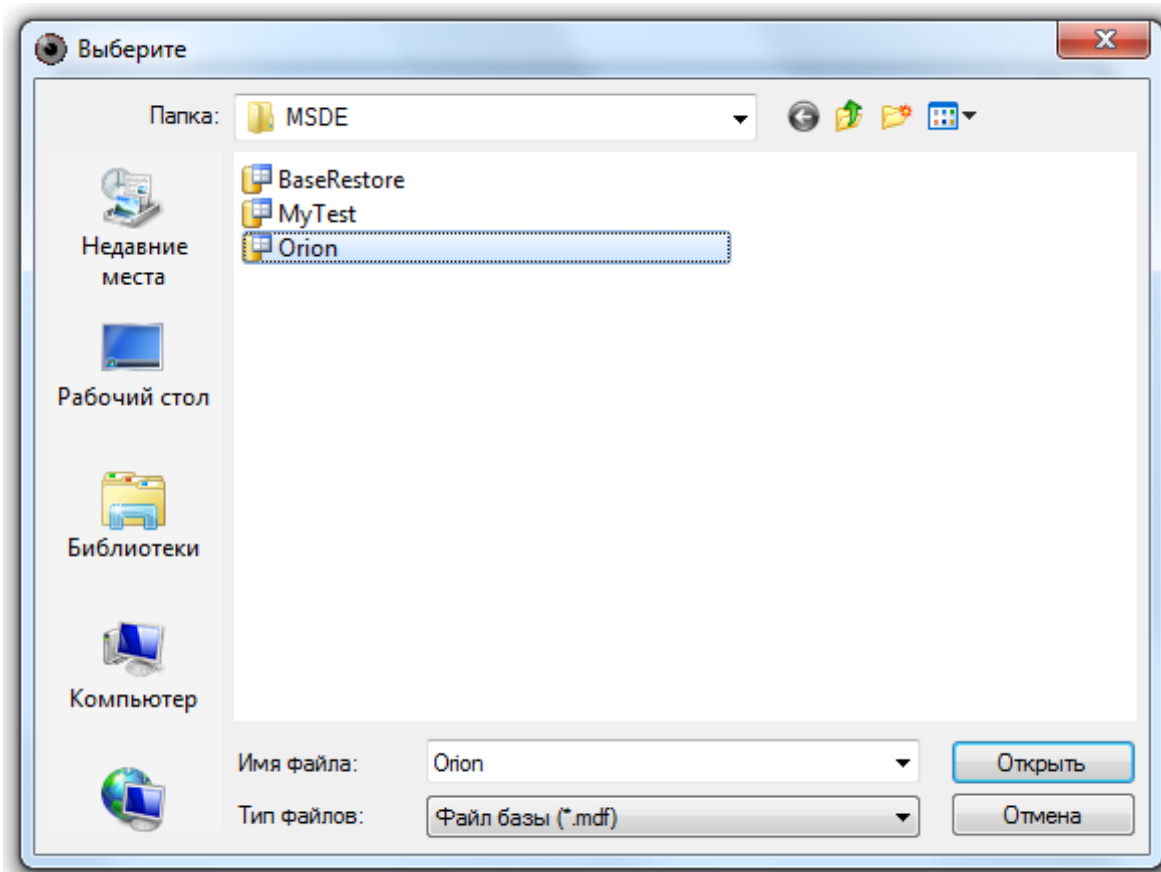 Выберите
Папка: MSDE
BaseRestore
MyTest
Orion
Недавние
места
Рабочий стол
Библиотеки
Компьютер
Имя файла: Orion Открыть
Тип файлов: Файл базы (*.mdf) Отмена